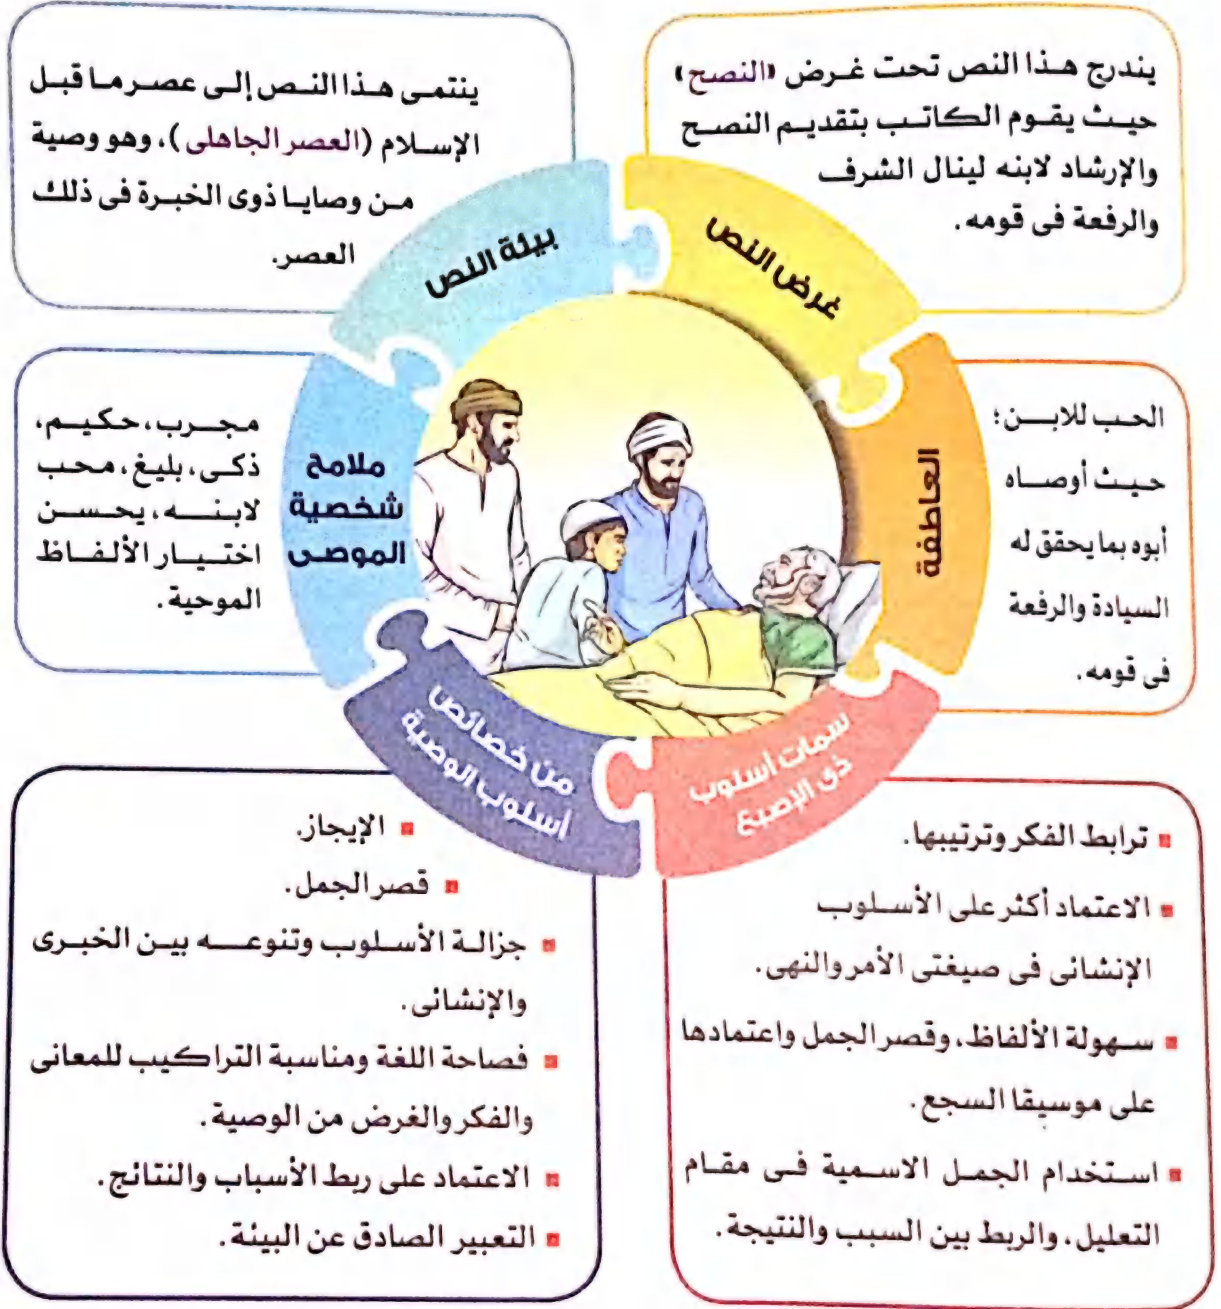 يندرج هذا النص تحت غرض «النصح»
حيث يقوم الكاتب بتقديم النصح
والإرشاد لابنه لينال الشرف
والرفعة فى قومه.
غرض النص
ينتمى هذا النص إلى عصر ما قبل
الإسلام (العصر الجاهلى)، وهو وصية
من وصايا ذوى الخبرة فى ذلك
العصر.
بيئة النص
الحب للابن؛
حيث أوصاه
أبوه بما يحقق له
السيادة والرفعة
فى قومه.
العاطفة
ملامح
شخصية
الموصى
مجرب، حكيم،
ذكى، بليغ، محب
لابنه، يحسن
اختيار الألفاظ
الموحية.
سمات أسلوب
ذى الإصبع
▪ ترابط الفكر وترتيبها.
▪ الاعتماد أكثر على الأسلوب
الإنشائى فى صيغتى الأمر والنهى.
▪ سهولة الألفاظ، وقصر الجمل واعتمادها
على موسيقا السجع.
▪ استخدام الجمل الاسمية فى مقام
التعليل، والربط بين السبب والنتيجة.
من خصائص
أسلوب الوصية
▪ الإيجاز.
▪ قصر الجمل.
▪ جزالة الأسلوب وتنوعه بين الخبرى
والإنشائى.
▪ فصاحة اللغة ومناسبة التراكيب للمعانى
والفكر والغرض من الوصية.
▪ الاعتماد على ربط الأسباب والنتائج.
▪ التعبير الصادق عن البيئة.